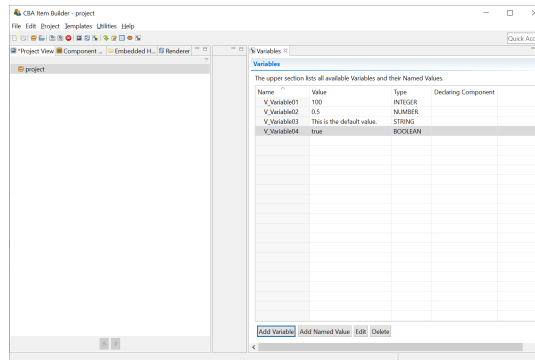 CBA Item Builder - project
File Edit Project Templates Utilities Help
Quick Acc
*Project View Component ... Embedded H... Renderer
Variables
project
Variables
The upper section lists all available Variables and their Named Values.
Name Value Type Declaring Component
V_Variable01 100 INTEGER
V_Variable02 0.5 NUMBER
V_Variable03 This is the default value. STRING
V_Variable04 true BOOLEAN
Add Variable Add Named Value Edit Delete